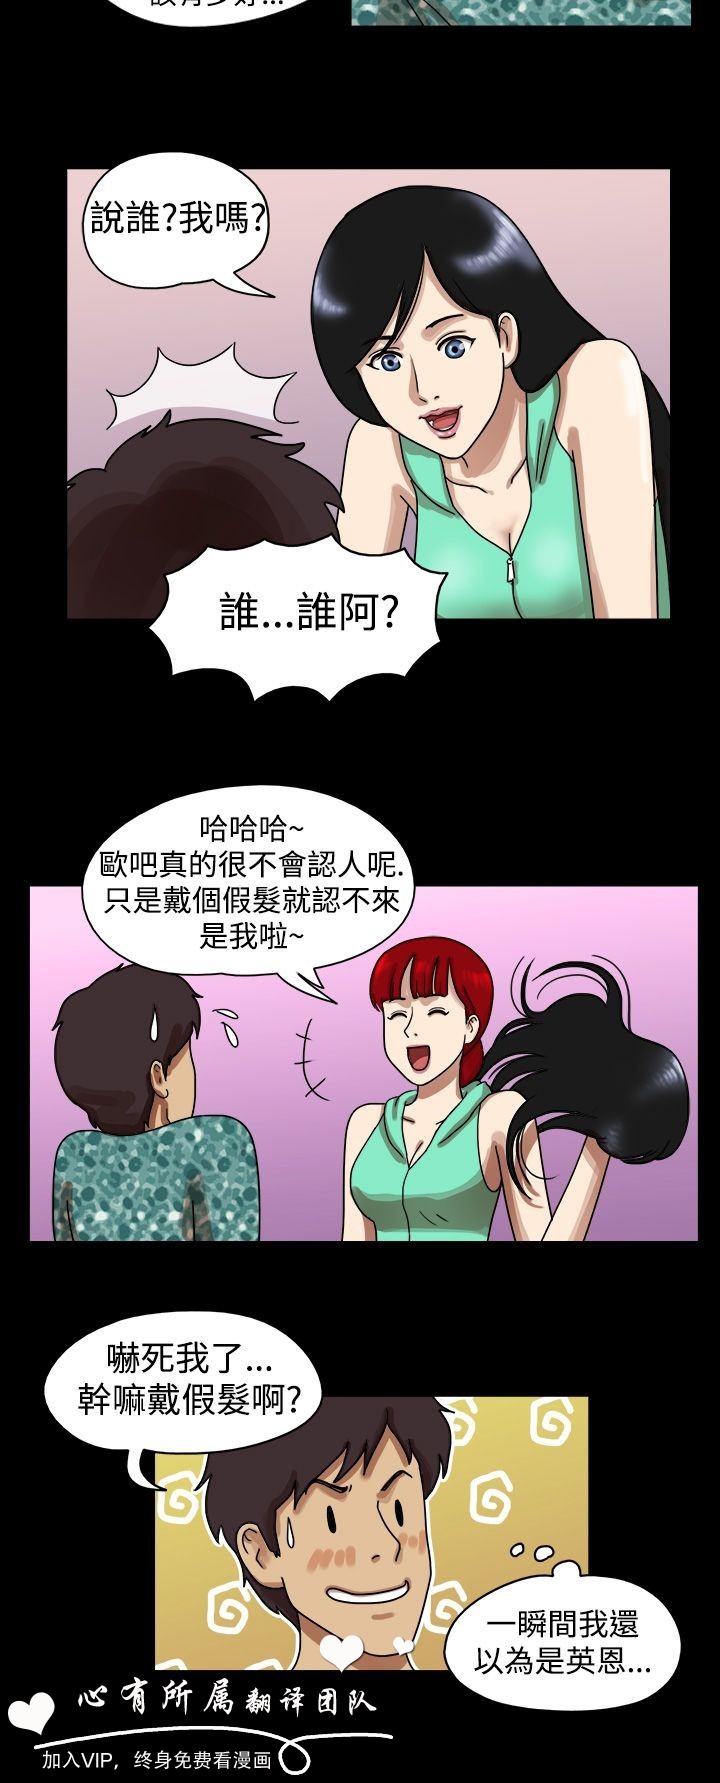 說誰?我嗎?
誰...誰阿?
哈哈哈~
歐吧真的很不會認人呢.
只是戴個假髮就認不來
是我啦~
嚇死我了...
幹嘛戴假髮啊?
一瞬間我還
以為是英恩...
心有所属翻译团队
加入VIP，终身免费看漫画